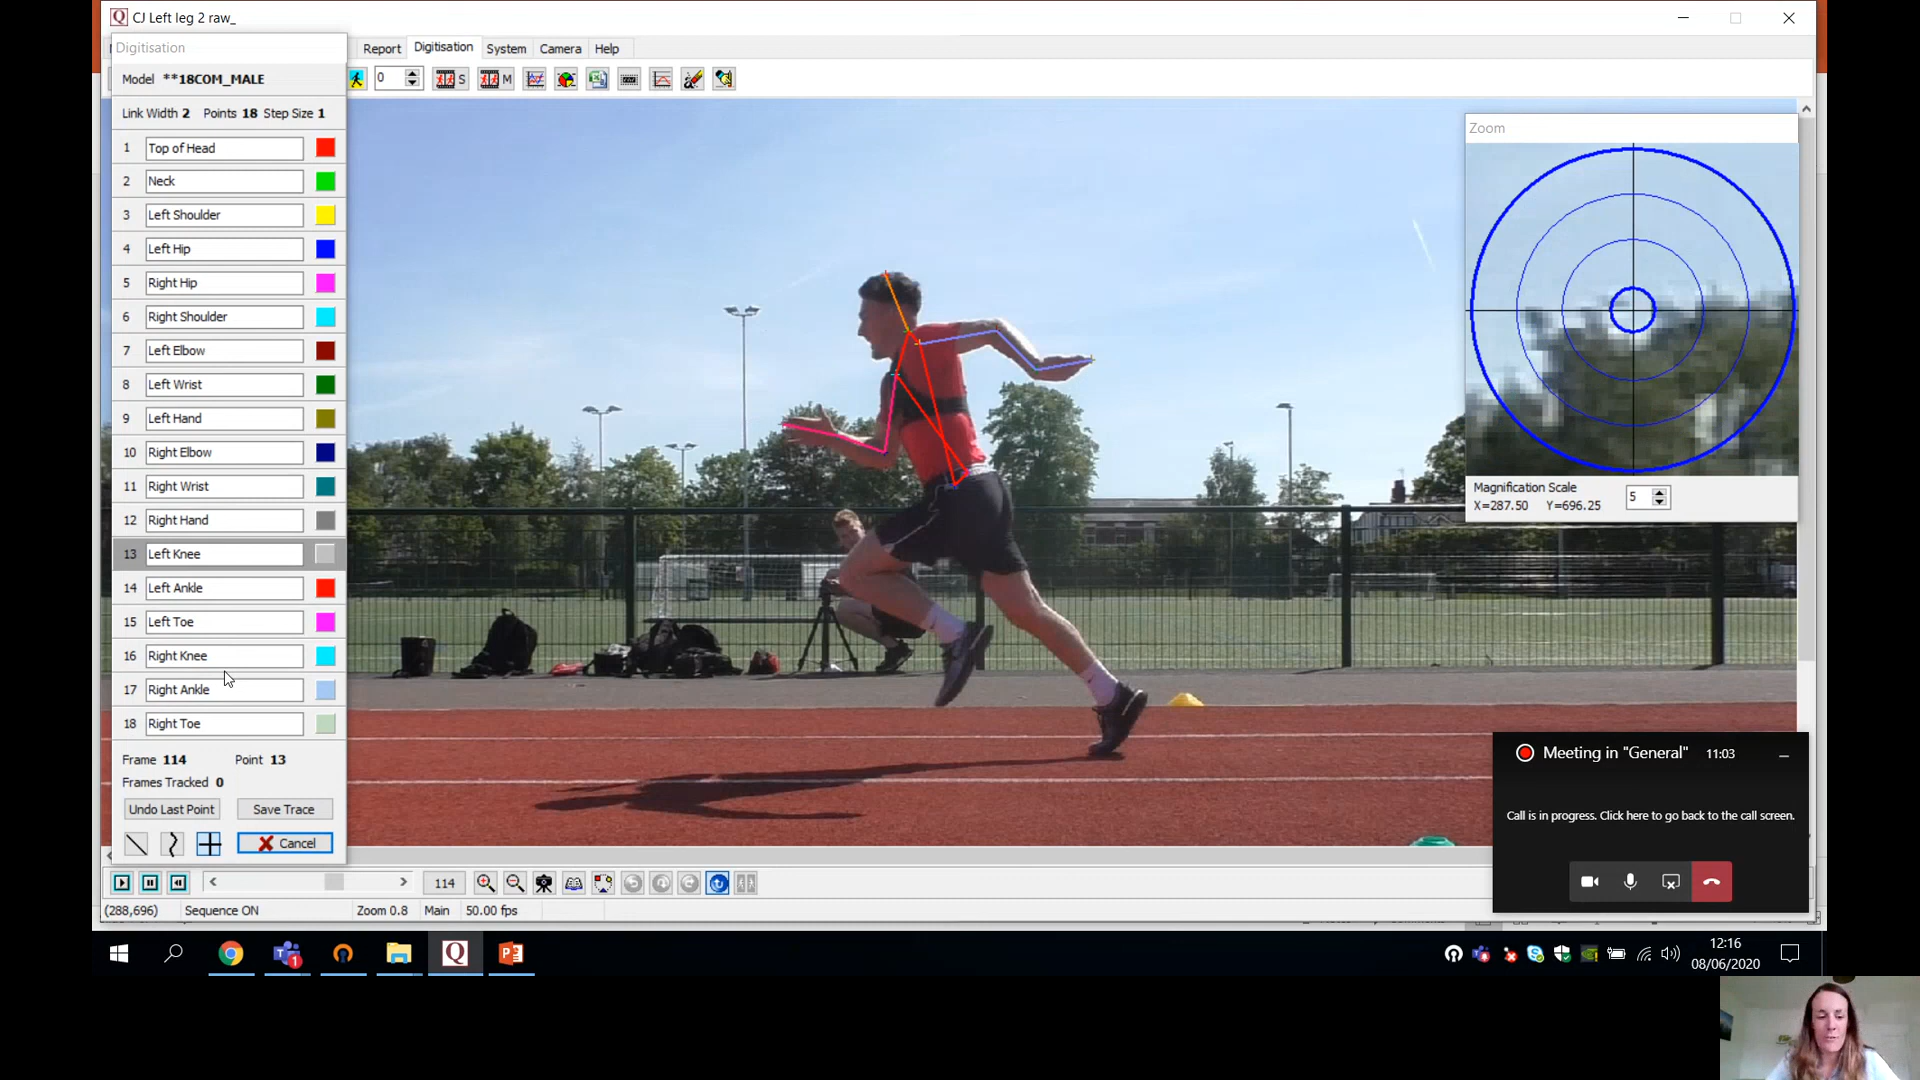 CJ Left leg 2 raw_
Digitisation
Report Digitisation System Camera Help
Model **18COM_MALE
0
S
M
Link Width 2 Points 18 Step Size 1
1 Top of Head
2 Neck
3 Left Shoulder
4 Left Hip
5 Right Hip
6 Right Shoulder
7 Left Elbow
8 Left Wrist
9 Left Hand
10 Right Elbow
11 Right Wrist
12 Right Hand
13 Left Knee
14 Left Ankle
15 Left Toe
16 Right Knee
17 Right Ankle
18 Right Toe
Frame 114 Point 13
Frames Tracked 0
Undo Last Point Save Trace
Cancel
Zoom
Magnification Scale
X=287.50 Y=696.25
5
Meeting in "General" 11:03
Call is in progress. Click here to go back to the call screen.
114
(288,696) Sequence ON Zoom 0.8 Main 50.00 fps
12:16
08/06/2020